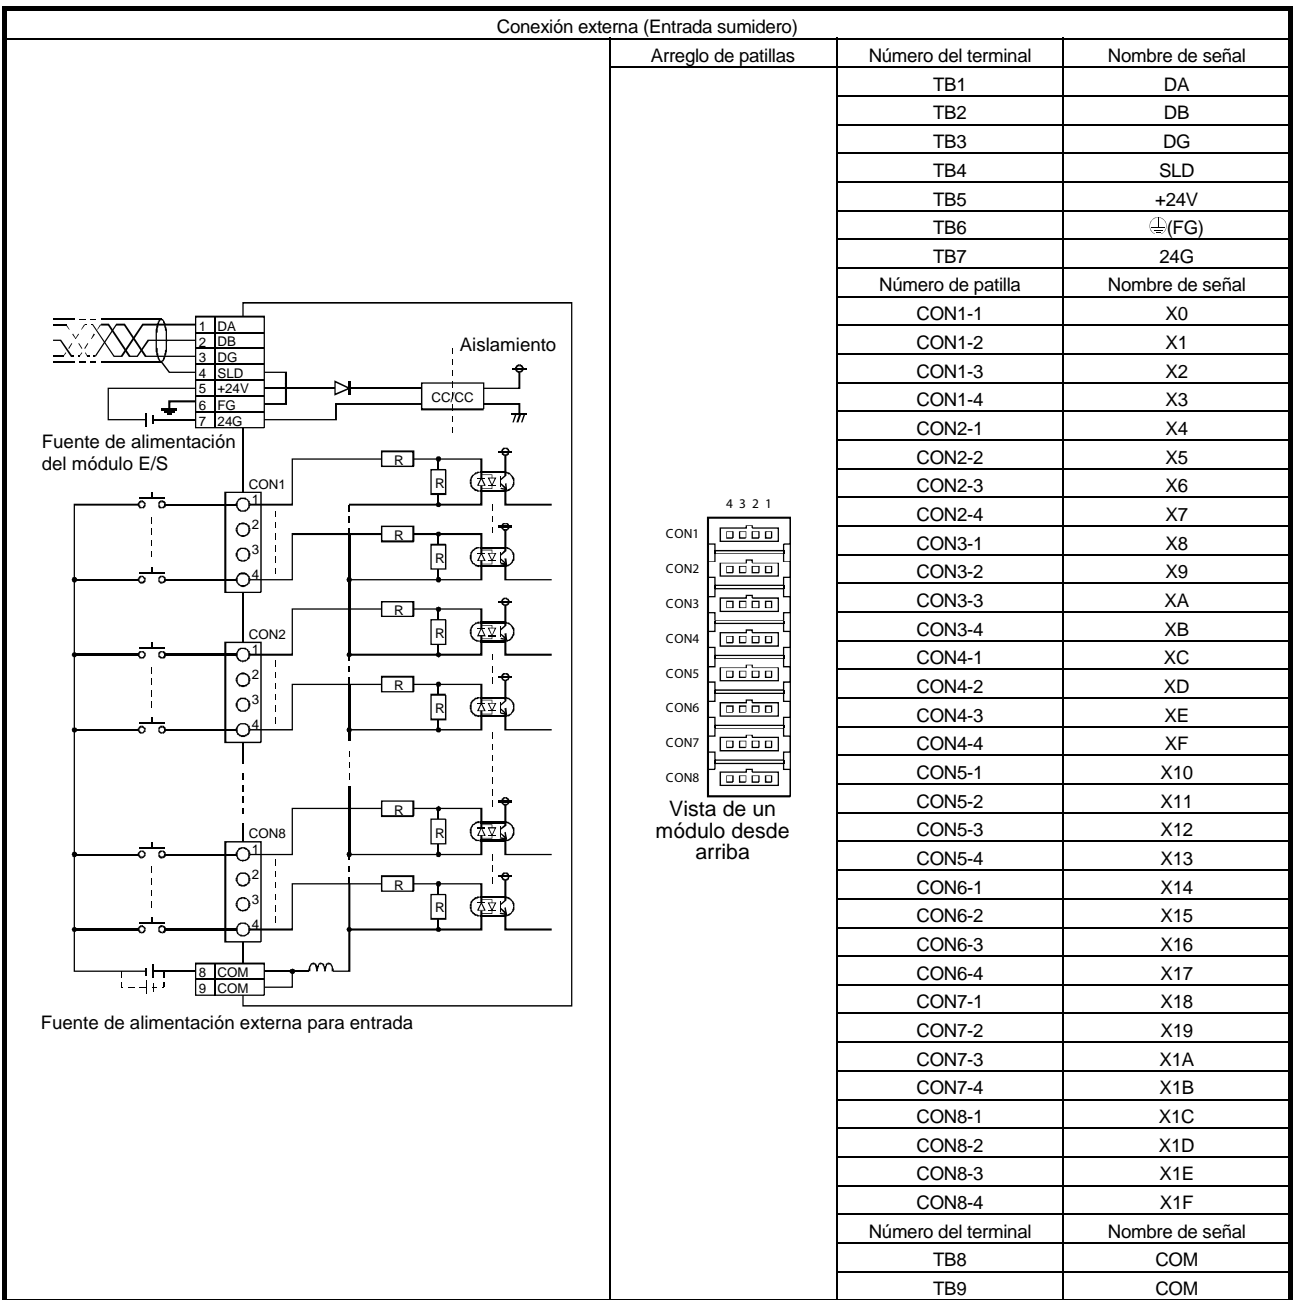 Conexión externa (Entrada sumidero)
Arreglo de patillas
Número del terminal Nombre de señal
TB1 DA
TB2 DB
TB3 DG
TB4 SLD
TB5 +24V
TB6 (FG)
TB7 24G
Número de patilla Nombre de señal
CON1-1 X0
CON1-2 X1
CON1-3 X2
CON1-4 X3
CON2-1 X4
CON2-2 X5
CON2-3 X6
CON2-4 X7
CON3-1 X8
CON3-2 X9
CON3-3 XA
CON3-4 XB
CON4-1 XC
CON4-2 XD
CON4-3 XE
CON4-4 XF
CON5-1 X10
CON5-2 X11
CON5-3 X12
CON5-4 X13
CON6-1 X14
CON6-2 X15
CON6-3 X16
CON6-4 X17
CON7-1 X18
CON7-2 X19
CON7-3 X1A
CON7-4 X1B
CON8-1 X1C
CON8-2 X1D
CON8-3 X1E
CON8-4 X1F
Número del terminal Nombre de señal
TB8 COM
TB9 COM
1 DA
2 DB
3 DG
4 SLD
5 +24V
6 FG
7 24G
Aislamiento
CC/CC
Fuente de alimentación
del módulo E/S
CON1
1
2
3
4
R
R
R
R
CON2
1
2
3
4
R
R
R
R
CON8
1
2
3
4
R
R
R
R
8 COM
9 COM
Fuente de alimentación externa para entrada
4 3 2 1
CON1
CON2
CON3
CON4
CON5
CON6
CON7
CON8
Vista de un
módulo desde
arriba